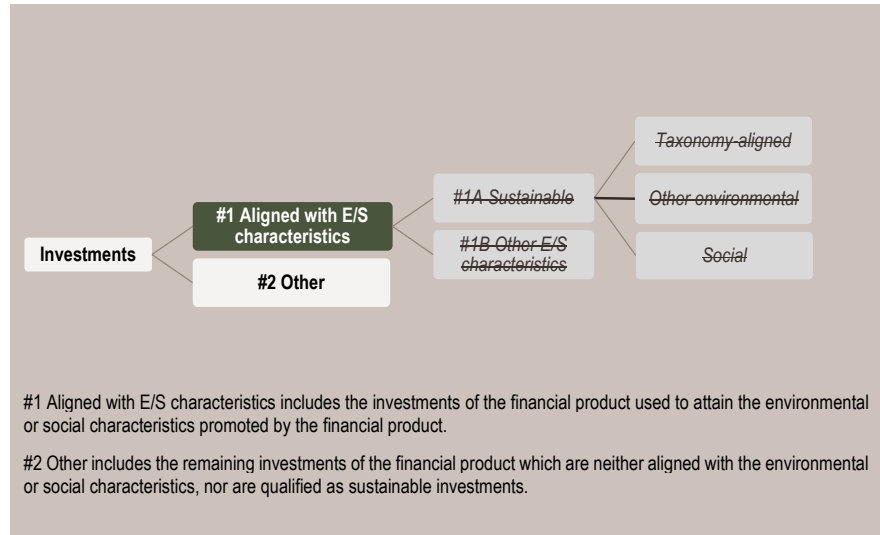 Investments
#1 Aligned with E/S
characteristics
#2 Other
#1A Sustainable
#1B Other E/S
characteristics
Taxonomy-aligned
Other environmental
Social
#1 Aligned with E/S characteristics includes the investments of the financial product used to attain the environmental
or social characteristics promoted by the financial product.
#2 Other includes the remaining investments of the financial product which are neither aligned with the environmental
or social characteristics, nor are qualified as sustainable investments.